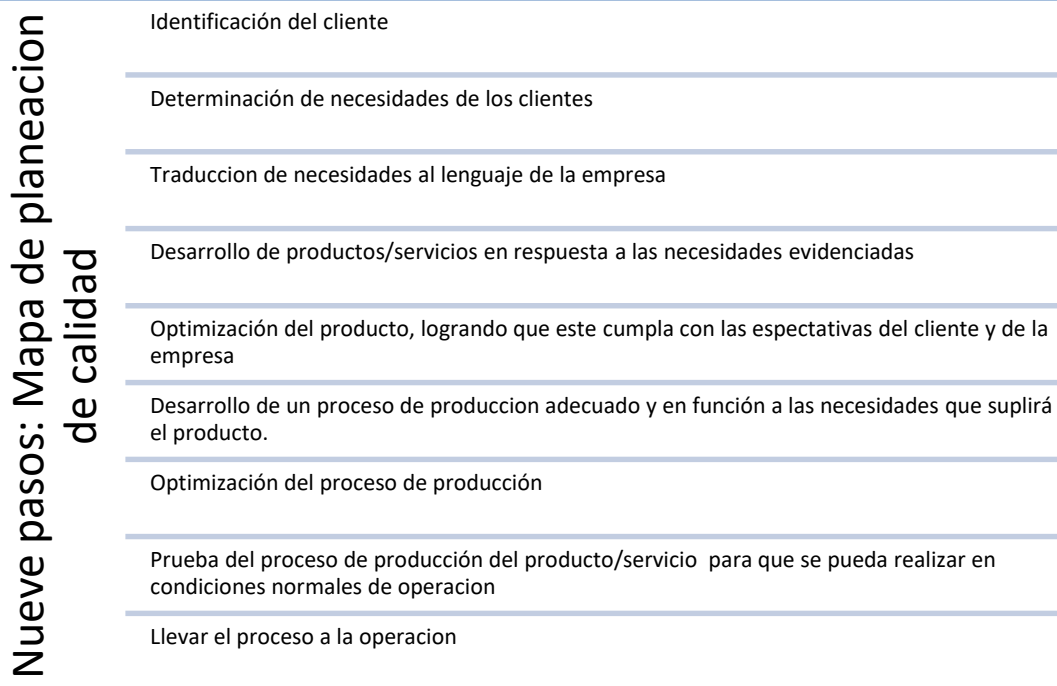 Nueve pasos: Mapa de planeacion
de calidad
Identificación del cliente
Determinación de necesidades de los clientes
Traduccion de necesidades al lenguaje de la empresa
Desarrollo de productos/servicios en respuesta a las necesidades evidenciadas
Optimización del producto, logrando que este cumpla con las espectativas del cliente y de la
empresa
Desarrollo de un proceso de produccion adecuado y en función a las necesidades que suplirá
el producto.
Optimización del proceso de producción
Prueba del proceso de producción del producto/servicio para que se pueda realizar en
condiciones normales de operacion
Llevar el proceso a la operacion